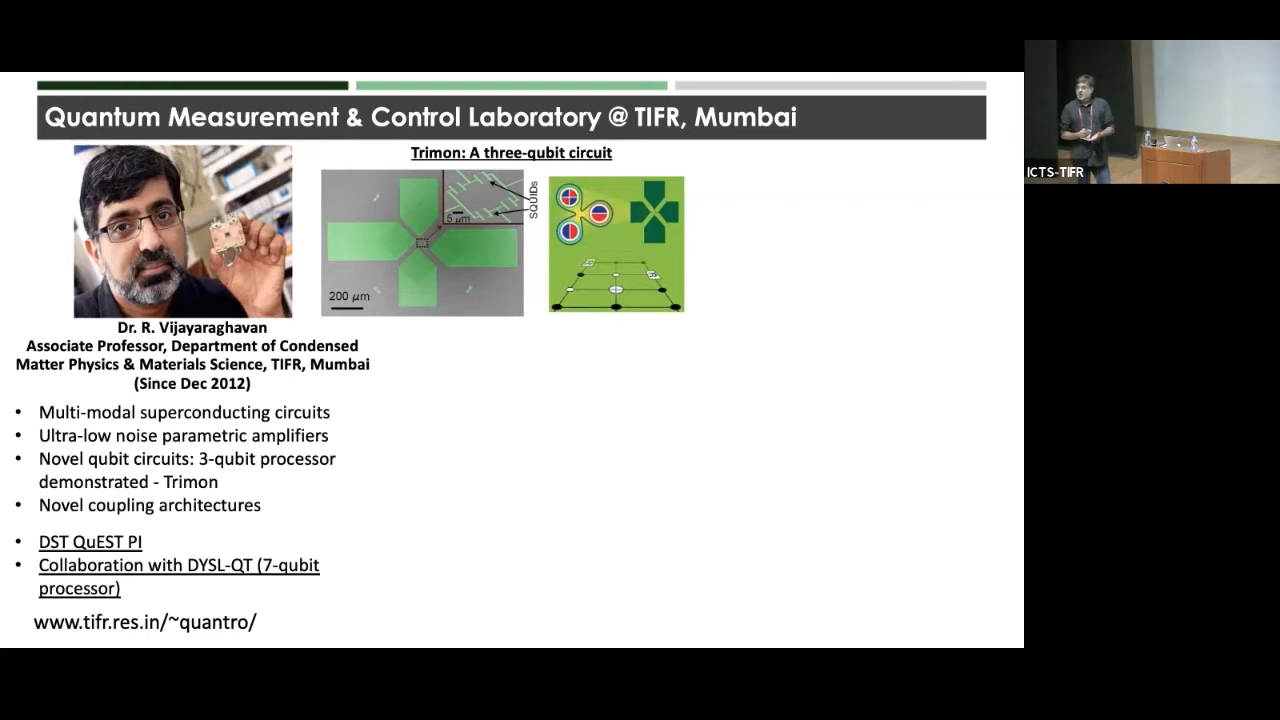 Quantum Measurement & Control Laboratory @ TIFR, Mumbai
Trimon: A three-qubit circuit
SQUIDs
5 μm
200 μm
ICTS-TIFR
Dr. R. Vijayaraghavan
Associate Professor, Department of Condensed
Matter Physics & Materials Science, TIFR, Mumbai
(Since Dec 2012)
• Multi-modal superconducting circuits
• Ultra-low noise parametric amplifiers
• Novel qubit circuits: 3-qubit processor
demonstrated - Trimon
• Novel coupling architectures
• DST QuEST PI
• Collaboration with DYSL-QT (7-qubit
processor)
www.tifr.res.in/~quantro/